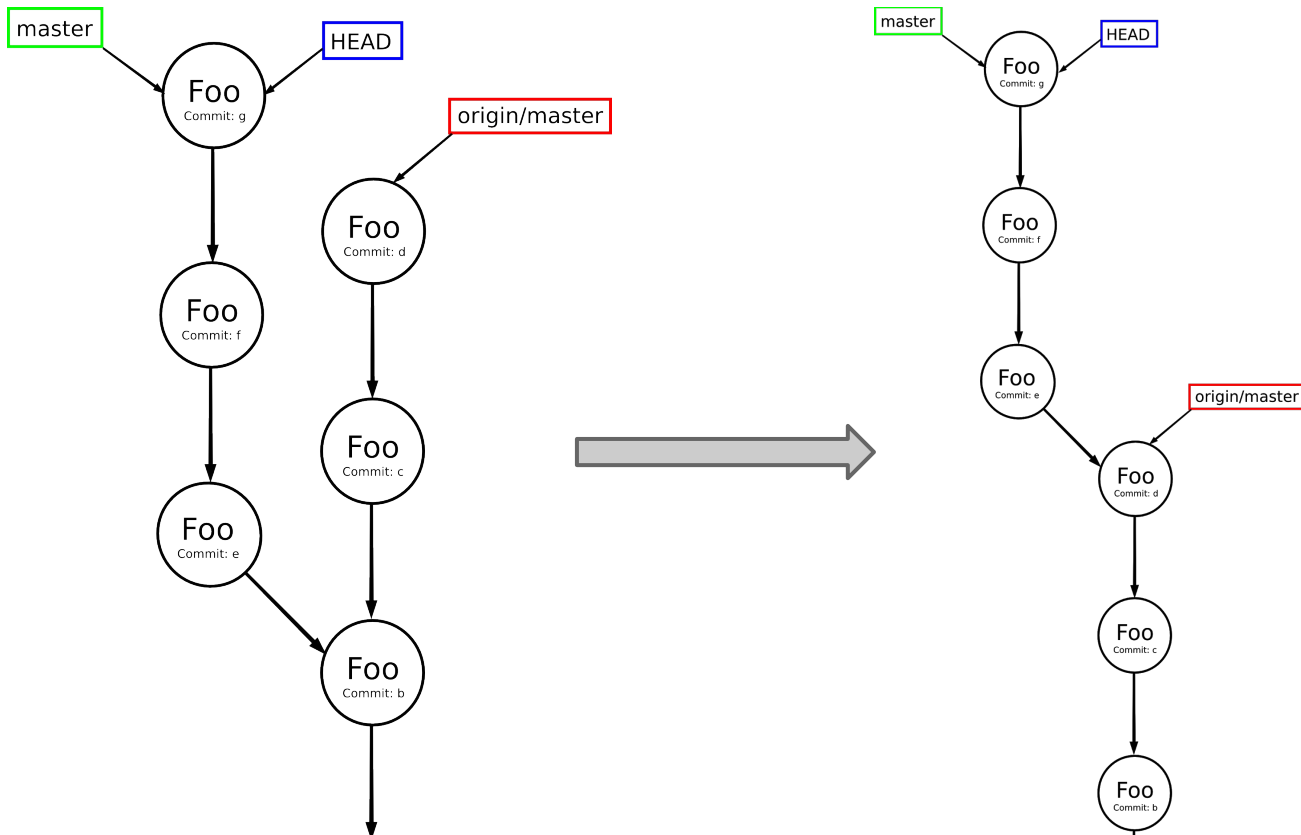 master
HEAD
Foo
Commit: g
origin/master
Foo
Commit: d
Foo
Commit: f
Foo
Commit: c
Foo
Commit: e
Foo
Commit: b
master
HEAD
Foo
Commit: g
Foo
Commit: f
Foo
Commit: e
origin/master
Foo
Commit: d
Foo
Commit: c
Foo
Commit: b